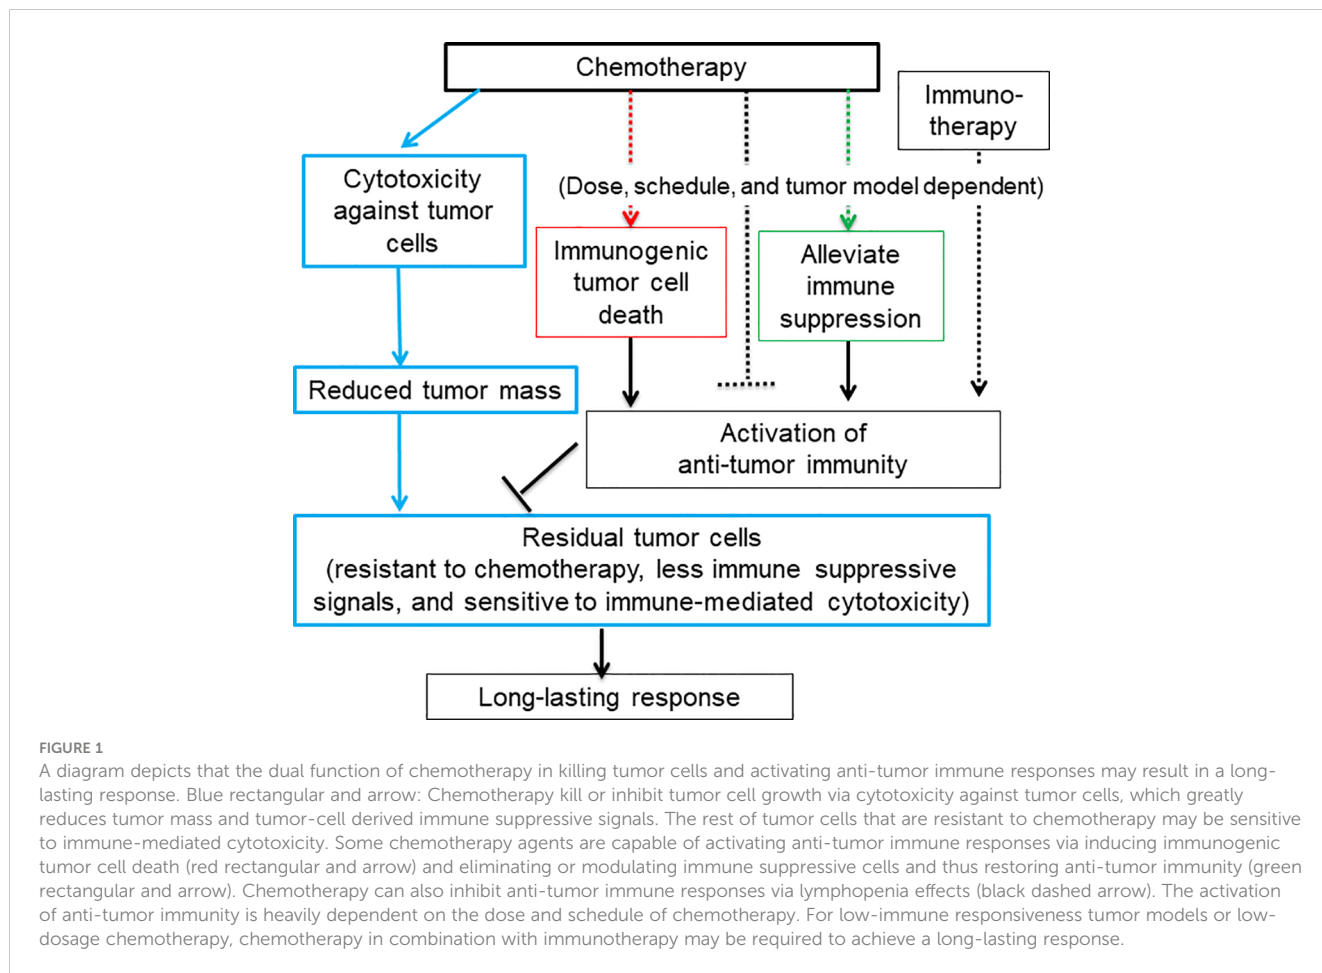 Chemotherapy
Immuno-
therapy
Cytotoxicity
against tumor
cells
(Dose, schedule, and tumor model dependent)
Immunogenic
tumor cell
death
Alleviate
immune
suppression
Reduced tumor mass
Activation of
anti-tumor immunity
Residual tumor cells
(resistant to chemotherapy, less immune suppressive
signals, and sensitive to immune-mediated cytotoxicity)
Long-lasting response
FIGURE 1
A diagram depicts that the dual function of chemotherapy in killing tumor cells and activating anti-tumor immune responses may result in a long-
lasting response. Blue rectangular and arrow: Chemotherapy kill or inhibit tumor cell growth via cytotoxicity against tumor cells, which greatly
reduces tumor mass and tumor-cell derived immune suppressive signals. The rest of tumor cells that are resistant to chemotherapy may be sensitive
to immune-mediated cytotoxicity. Some chemotherapy agents are capable of activating anti-tumor immune responses via inducing immunogenic
tumor cell death (red rectangular and arrow) and eliminating or modulating immune suppressive cells and thus restoring anti-tumor immunity (green
rectangular and arrow). Chemotherapy can also inhibit anti-tumor immune responses via lymphopenia effects (black dashed arrow). The activation
of anti-tumor immunity is heavily dependent on the dose and schedule of chemotherapy. For low-immune responsiveness tumor models or low-
dosage chemotherapy, chemotherapy in combination with immunotherapy may be required to achieve a long-lasting response.